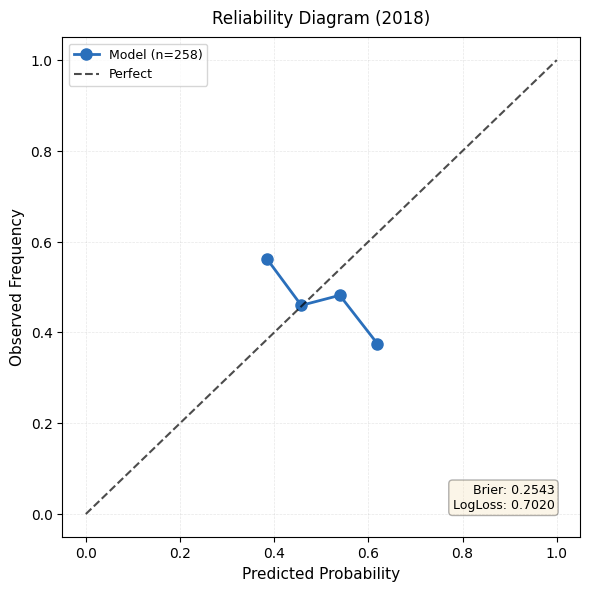 Reliability Diagram (2018)
Model (n=258)
Perfect
Observed Frequency
1.0
0.8
0.6
0.4
0.2
0.0
Brier: 0.2543
LogLoss: 0.7020
0.0 0.2 0.4 0.6 0.8 1.0
Predicted Probability